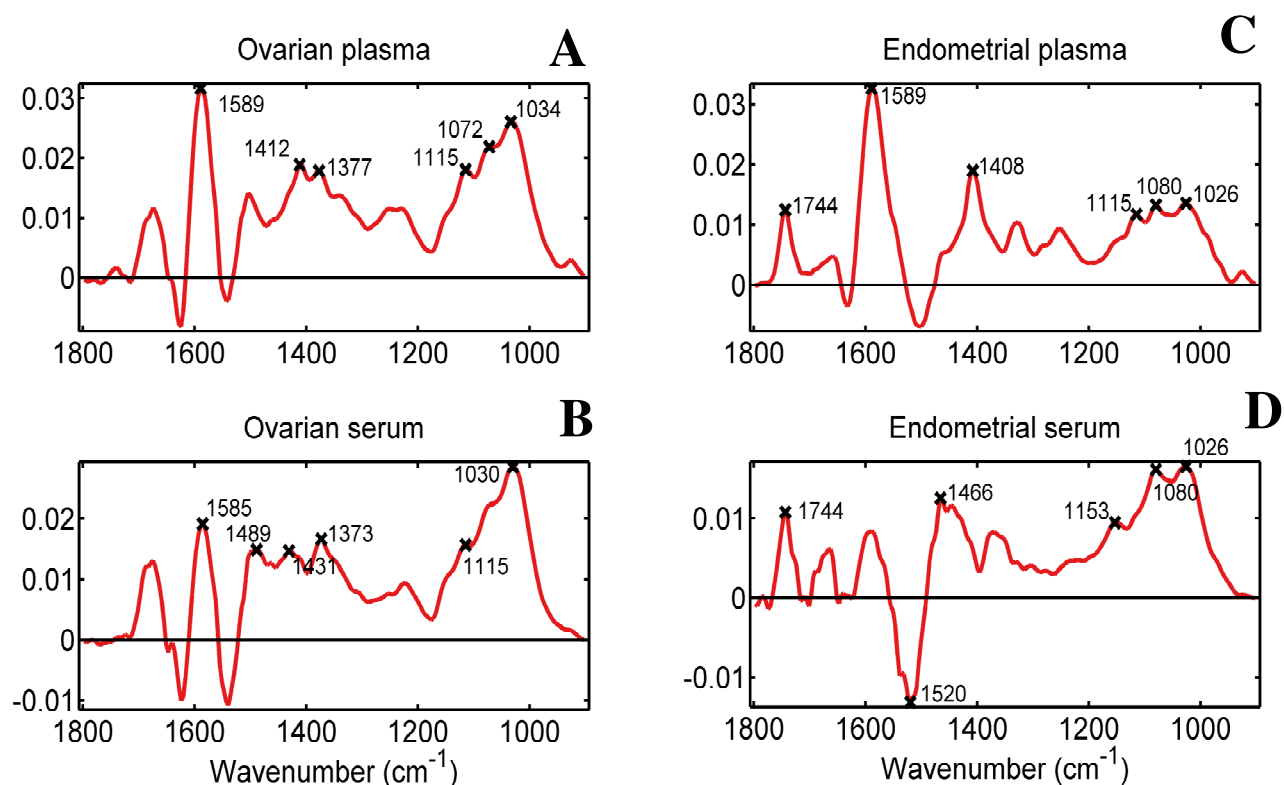 A
Ovarian plasma
0.03
0.02
0.01
0
1589
1412
1377
1115
1072
1034
1800 1600 1400 1200 1000
C
Endometrial plasma
0.03
0.02
0.01
0
1744
1589
1408
1115
1080
1026
1800 1600 1400 1200 1000
B
Ovarian serum
0.02
0.01
0
-0.01
1585
1489
1431
1373
1115
1030
1800 1600 1400 1200 1000
Wavenumber (cm-1)
D
Endometrial serum
0.01
0
-0.01
1744
1520
1466
1153
1080
1026
1800 1600 1400 1200 1000
Wavenumber (cm-1)